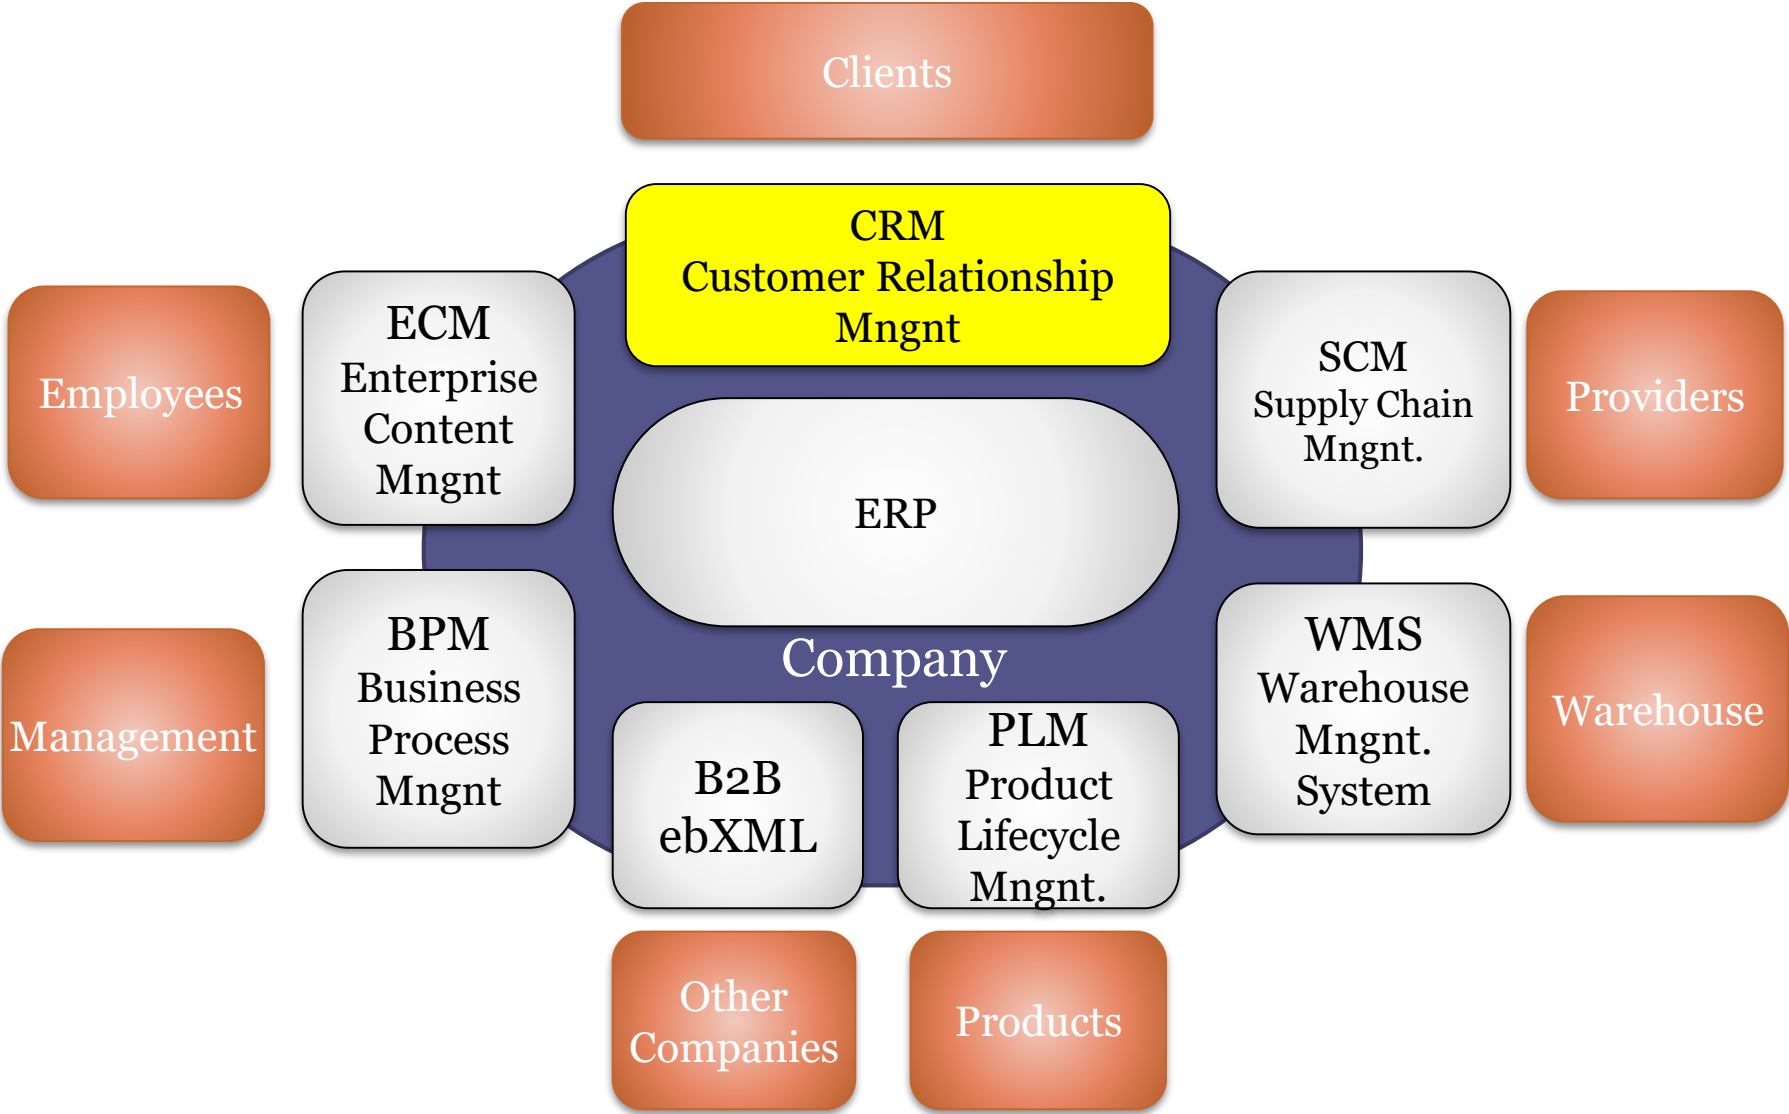 Clients
CRM
Customer Relationship
Mngnt
Employees
ECM
Enterprise
Content
Mngnt
SCM
Supply Chain
Mngnt.
Providers
ERP
Company
Management
BPM
Business
Process
Mngnt
B2B
ebXML
PLM
Product
Lifecycle
Mngnt.
WMS
Warehouse
Mngnt.
System
Warehouse
Other
Companies
Products